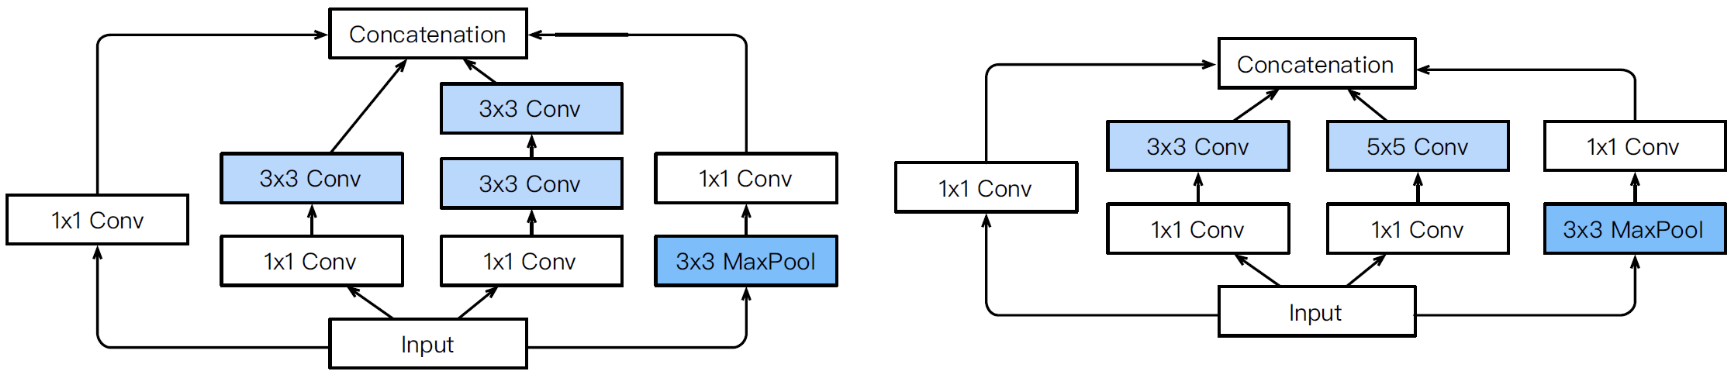 Concatenation
3x3 Conv
3x3 Conv
3x3 Conv
1x1 Conv
1x1 Conv
1x1 Conv
1x1 Conv
3x3 MaxPool
Input
Concatenation
3x3 Conv
5x5 Conv
1x1 Conv
1x1 Conv
1x1 Conv
1x1 Conv
3x3 MaxPool
Input